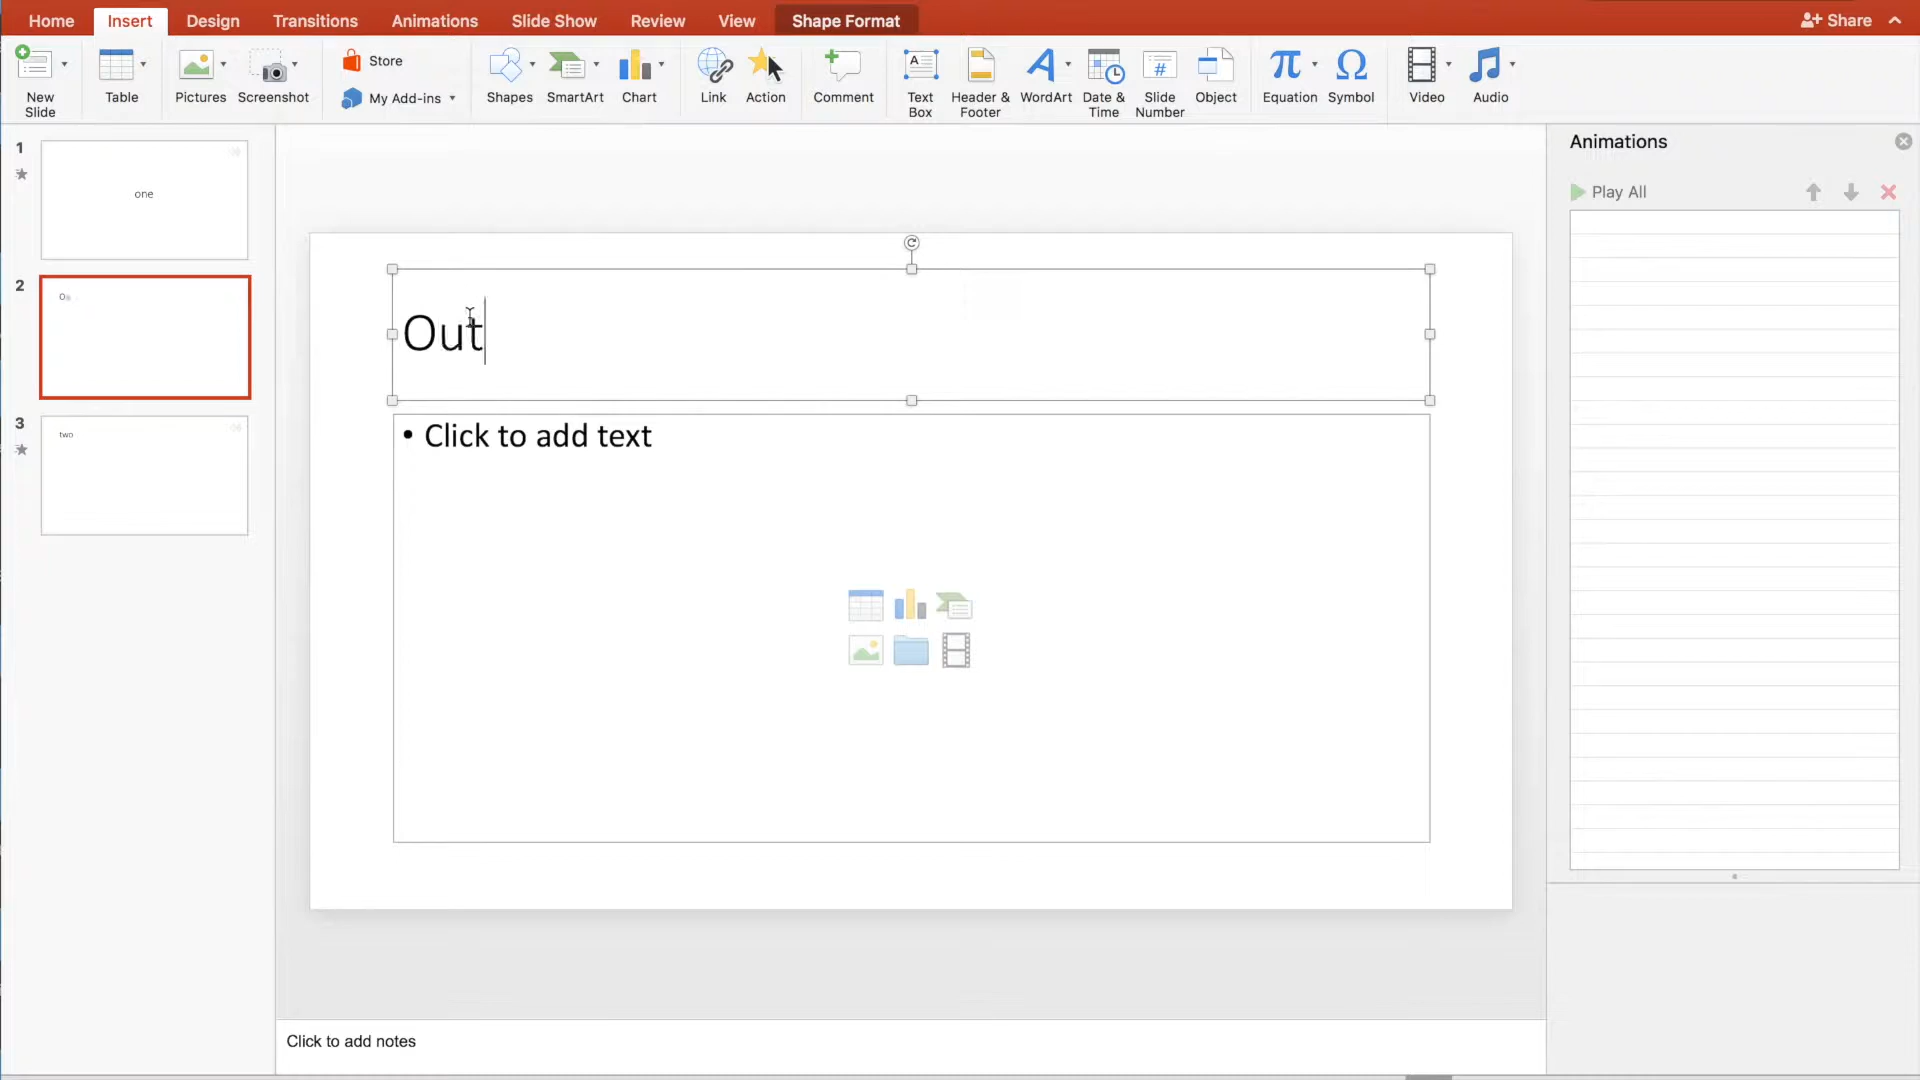 Home Insert Design Transitions Animations Slide Show Review View Shape Format Share
New Slide
Table
Pictures
Screenshot
Store
My Add-ins
Shapes
SmartArt
Chart
Link
Action
Comment
Text Box
Header & Footer
WordArt
Date & Time
Slide Number
Object
Equation
Symbol
Video
Audio
1
one
2
3
two
Out
• Click to add text
Click to add notes
Animations
Play All